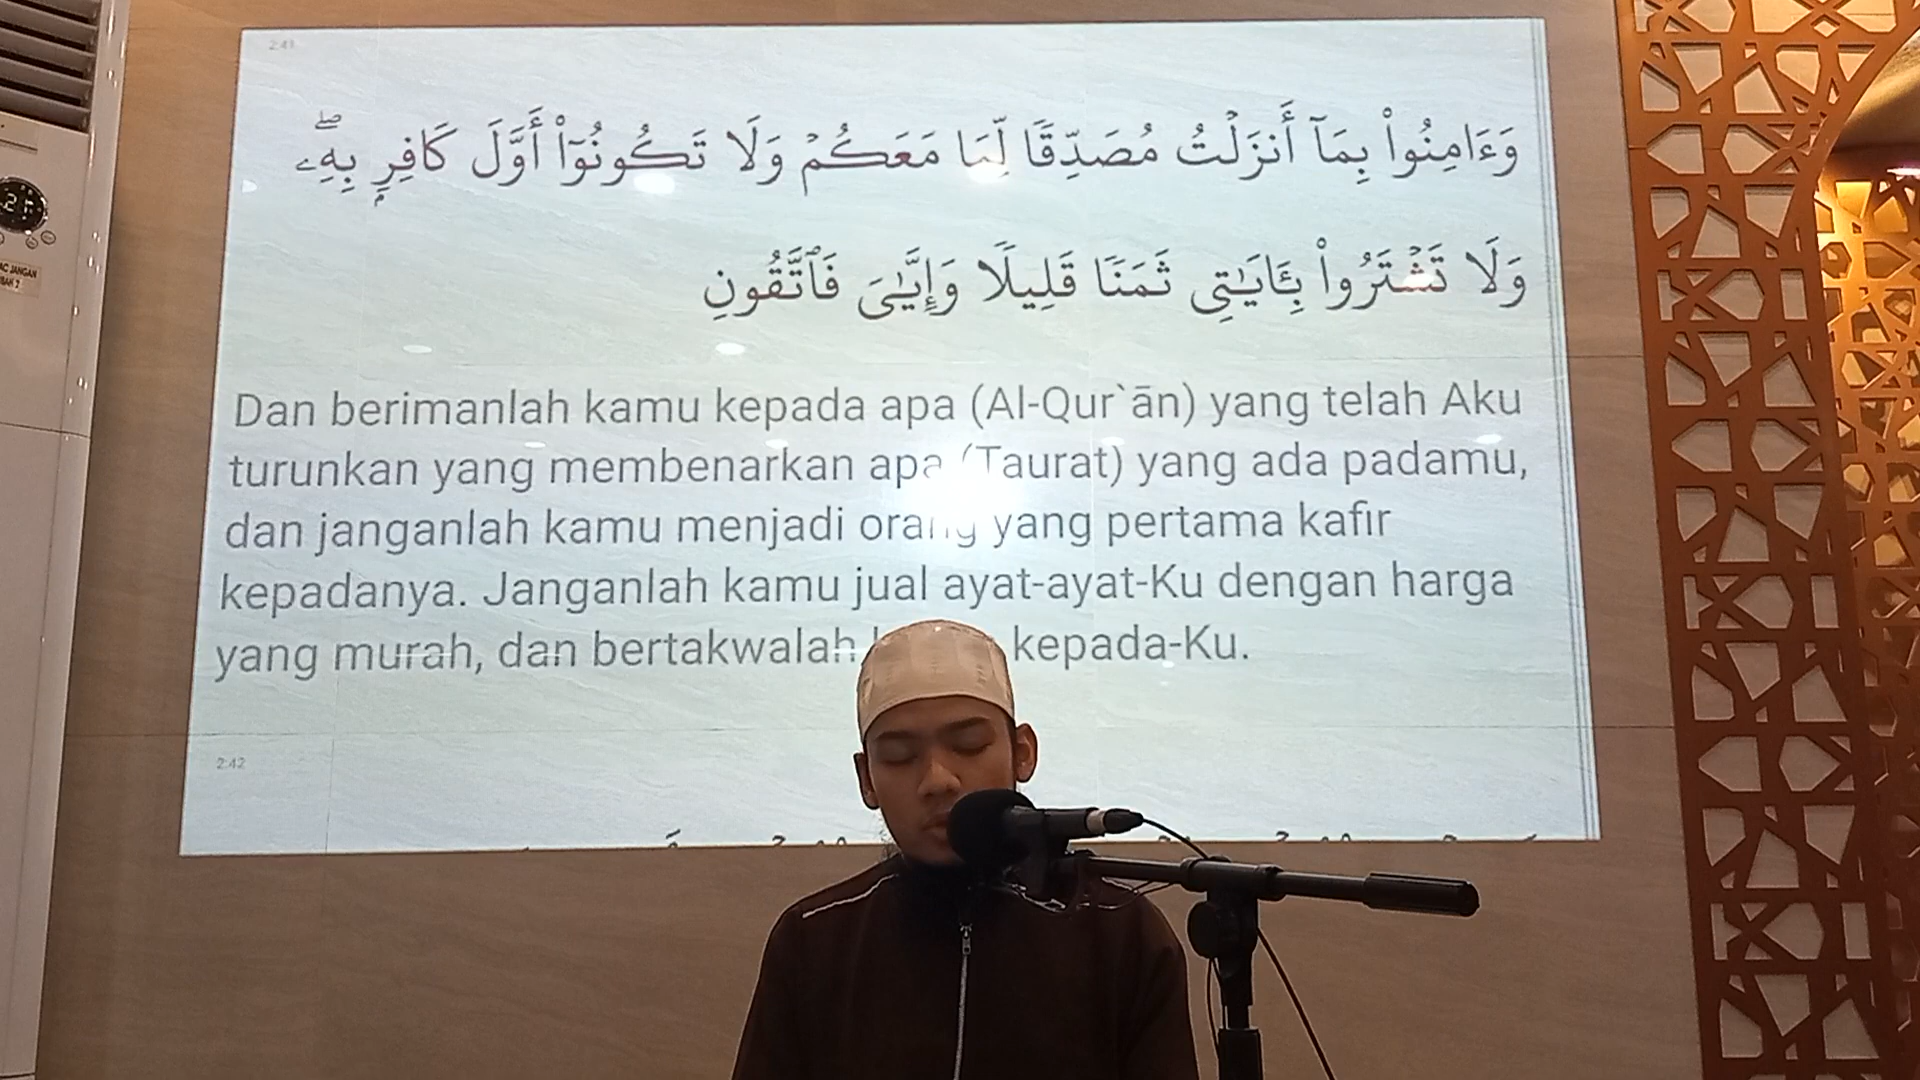 2:41
وَءَامِنُوا۟ بِمَآ أَنزَلْتُ مُصَدِّقًا لِّمَا مَعَكُمْ وَلَا تَكُونُوٓا۟ أَوَّلَ كَافِرٍۭ بِهِۦ ۖ
وَلَا تَشْتَرُوا۟ بِـَٔايَـٰتِى ثَمَنًا قَلِيلًا وَإِيَّـٰىَ فَٱتَّقُونِ
Dan berimanlah kamu kepada apa (Al-Qur`ān) yang telah Aku
turunkan yang membenarkan apa (Taurat) yang ada padamu,
dan janganlah kamu menjadi orang yang pertama kafir
kepadanya. Janganlah kamu jual ayat-ayat-Ku dengan harga
yang murah, dan bertakwalah kepada-Ku.
2:42
AC JANGAN